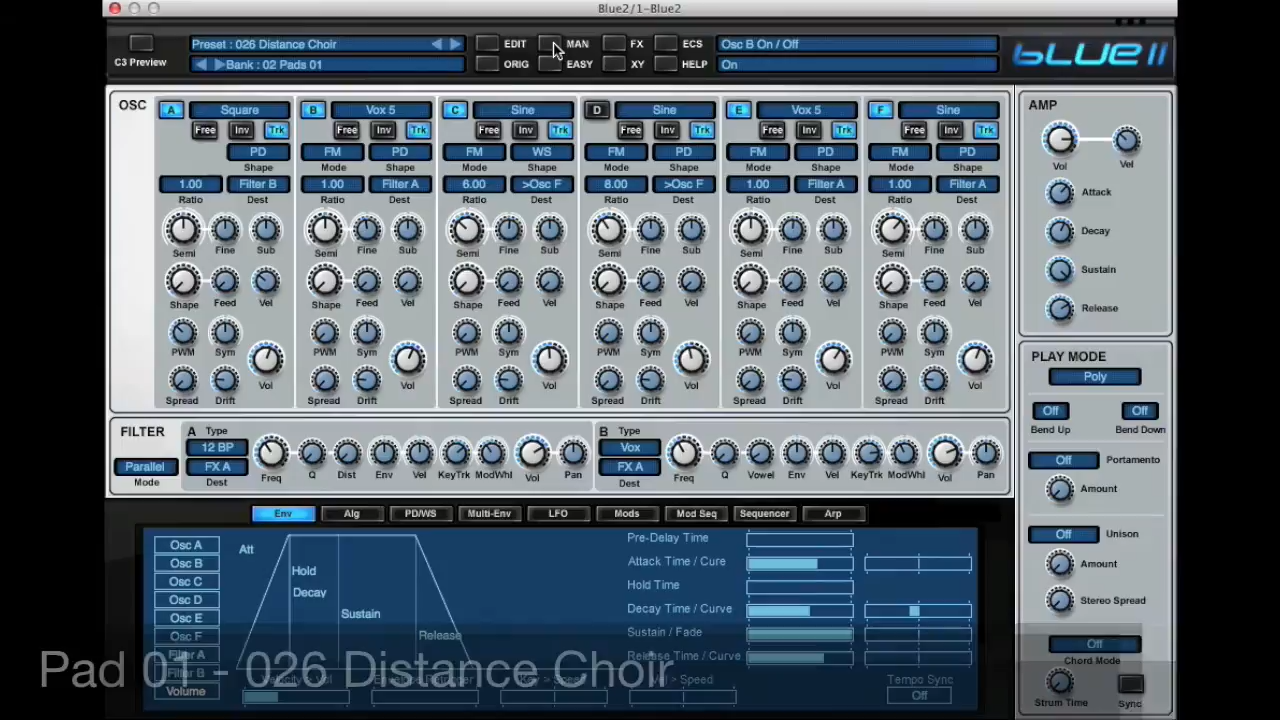 Blue2/1-Blue2
C3 Preview
Preset : 026 Distance Choir
Bank : 02 Pads 01
EDIT MAN FX ECS
ORIG EASY XY HELP
Osc B On / Off
On
BLUE II
OSC
A Square B Vox 5 C Sine D Sine E Vox 5 F Sine
Free Inv Trk Free Inv Trk Free Inv Trk Free Inv Trk Free Inv Trk Free Inv Trk
PD FM PD FM WS FM PD FM PD FM PD
Shape Mode Shape Mode Shape Mode Shape Mode Shape Mode Shape
1.00 Filter B 1.00 Filter A 6.00 >Osc F 8.00 >Osc F 1.00 Filter A 1.00 Filter A
Ratio Dest Ratio Dest Ratio Dest Ratio Dest Ratio Dest Ratio Dest
Semi Fine Sub Semi Fine Sub Semi Fine Sub Semi Fine Sub Semi Fine Sub Semi Fine Sub
Shape Feed Vel Shape Feed Vel Shape Feed Vel Shape Feed Vel Shape Feed Vel Shape Feed Vel
PWM Sym PWM Sym PWM Sym PWM Sym PWM Sym PWM Sym
Vol Vol Vol Vol Vol Vol
Spread Drift Spread Drift Spread Drift Spread Drift Spread Drift Spread Drift
AMP
Vol Vel
Attack
Decay
Sustain
Release
PLAY MODE
Poly
Off Off
Bend Up Bend Down
Off Portamento
Amount
Off Unison
Amount
Stereo Spread
Off
Chord Mode
Strum Time Sync
FILTER
Parallel
Mode
A Type
12 BP
FX A
Dest
Freq Q Dist Env Vel KeyTrk ModWhl Vol Pan
B Type
Vox
FX A
Dest
Freq Q Vowel Env Vel KeyTrk ModWhl Vol Pan
Env Alg PD/WS Multi-Env LFO Mods Mod Seq Sequencer Arp
Osc A
Osc B
Osc C
Osc D
Osc E
Osc F
Filter A
Filter B
Volume
Att
Hold
Decay
Sustain
Release
Pre-Delay Time
Attack Time / Cure
Hold Time
Decay Time / Curve
Sustain / Fade
Release Time / Curve
Velocity > Vol Envelope Retrigger Key > Speed Vel > Speed
Tempo Sync
Off
Pad 01 - 026 Distance Choir